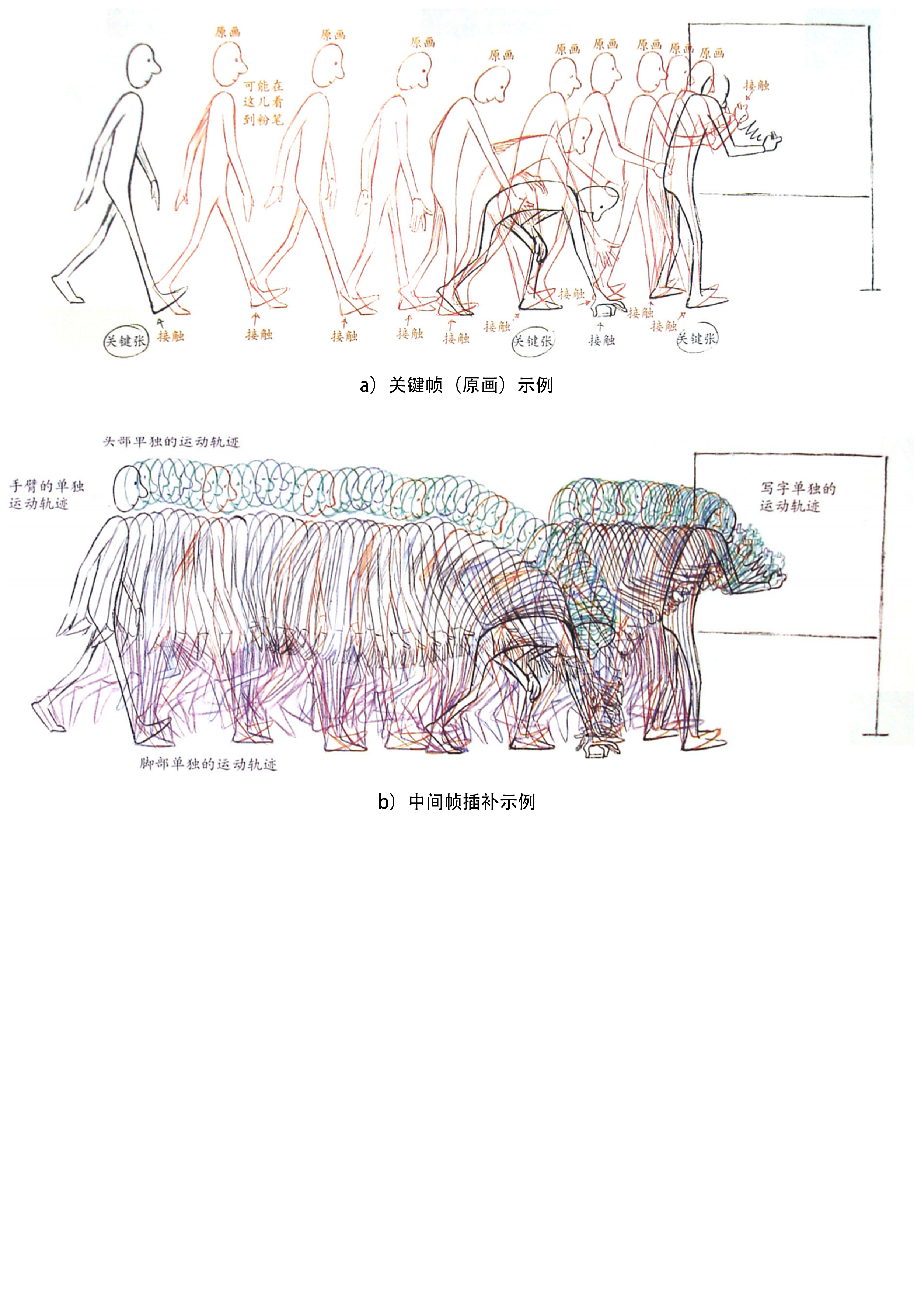 原画
原画
原画
原画
原画
原画
原画
原画
原画
可能在
这儿看
到粉笔
接触
接触
接触
接触
接触
接触
接触
接触
接触
接触
接触
关键张
关键张
关键张
a）关键帧（原画）示例
头部单独的运动轨迹
手臂的单独
运动轨迹
写字单独的
运动轨迹
脚部单独的运动轨迹
b）中间帧插补示例